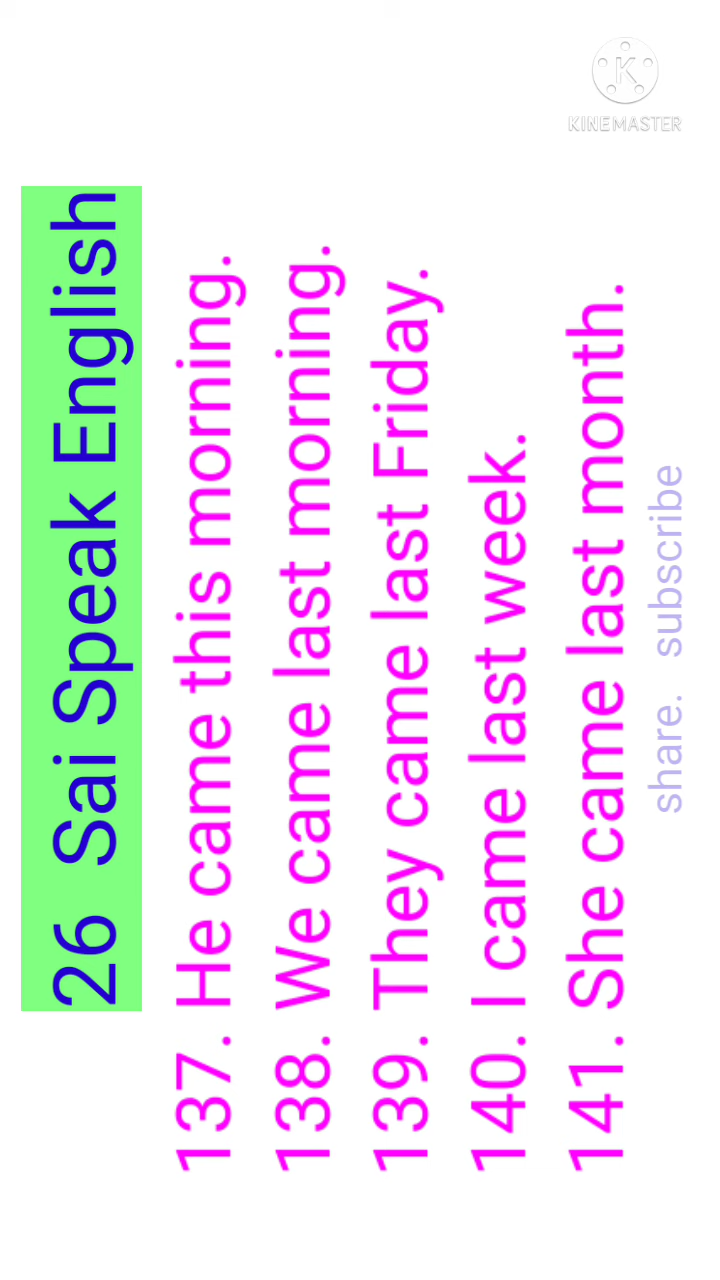 KINEMASTER
26 Sai Speak English
137. He came this morning.
138. We came last morning.
139. They came last Friday.
140. I came last week.
141. She came last month.
share. subscribe